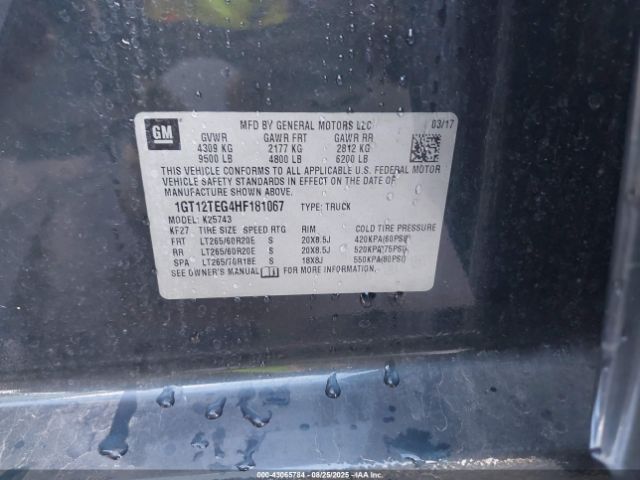 GM
MFD BY GENERAL MOTORS LLC 03/17
GVWR GAWR FRT GAWR RR
4309 KG 2177 KG 2812 KG
9500 LB 4800 LB 6200 LB
THIS VEHICLE CONFORMS TO ALL APPLICABLE U.S. FEDERAL MOTOR
VEHICLE SAFETY STANDARDS IN EFFECT ON THE DATE OF
MANUFACTURE SHOWN ABOVE.
1GT12TEG4HF181067 TYPE: TRUCK
MODEL: K25743
KF27 TIRE SIZE SPEED RTG RIM COLD TIRE PRESSURE
FRT LT265/60R20E S 20X8.5J 420KPA(60PSI)
RR LT265/60R20E S 20X8.5J 520KPA(75PSI)
SPA LT265/70R18E S 18X8J 550KPA(80PSI)
SEE OWNER'S MANUAL FOR MORE INFORMATION.
000-43065784 - 08/25/2025 - Copyright IAA, LLC